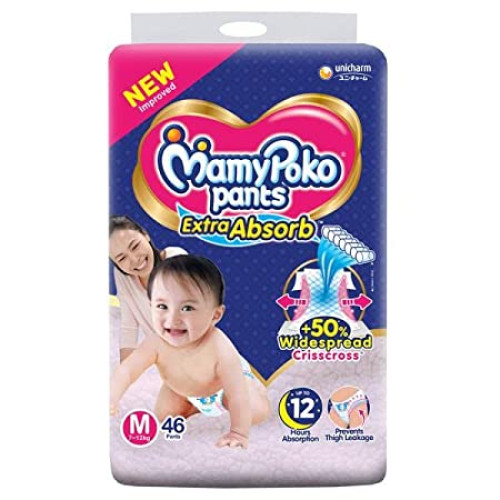 NEW
Improved
unicharm
ユニ・チャーム
MamyPoko
pants
Extra Absorb™
+50%
Widespread
Crisscross*
M
7-12kg
46
Pants
UP TO
12
Hours
Absorption
Prevents
Thigh Leakage